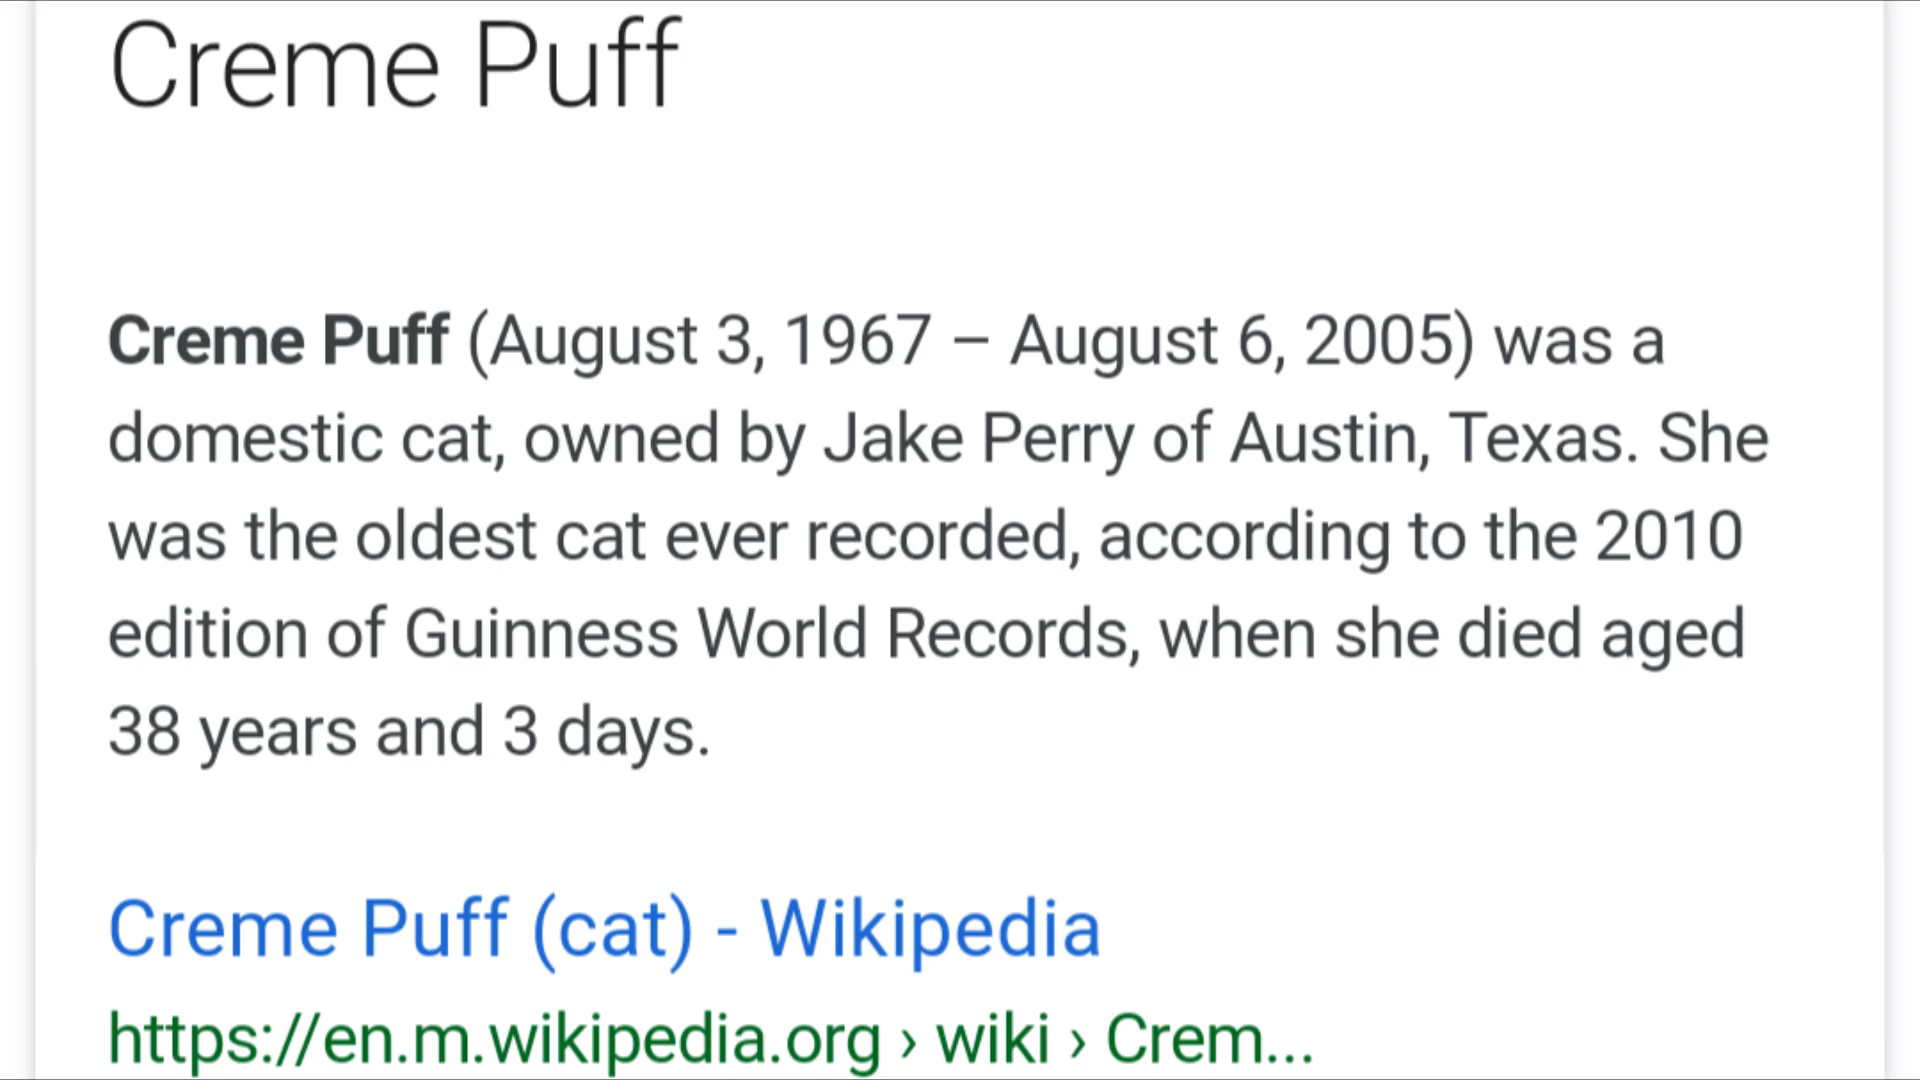 Creme Puff
Creme Puff (August 3, 1967 – August 6, 2005) was a
domestic cat, owned by Jake Perry of Austin, Texas. She
was the oldest cat ever recorded, according to the 2010
edition of Guinness World Records, when she died aged
38 years and 3 days.
Creme Puff (cat) - Wikipedia
https://en.m.wikipedia.org › wiki › Crem...